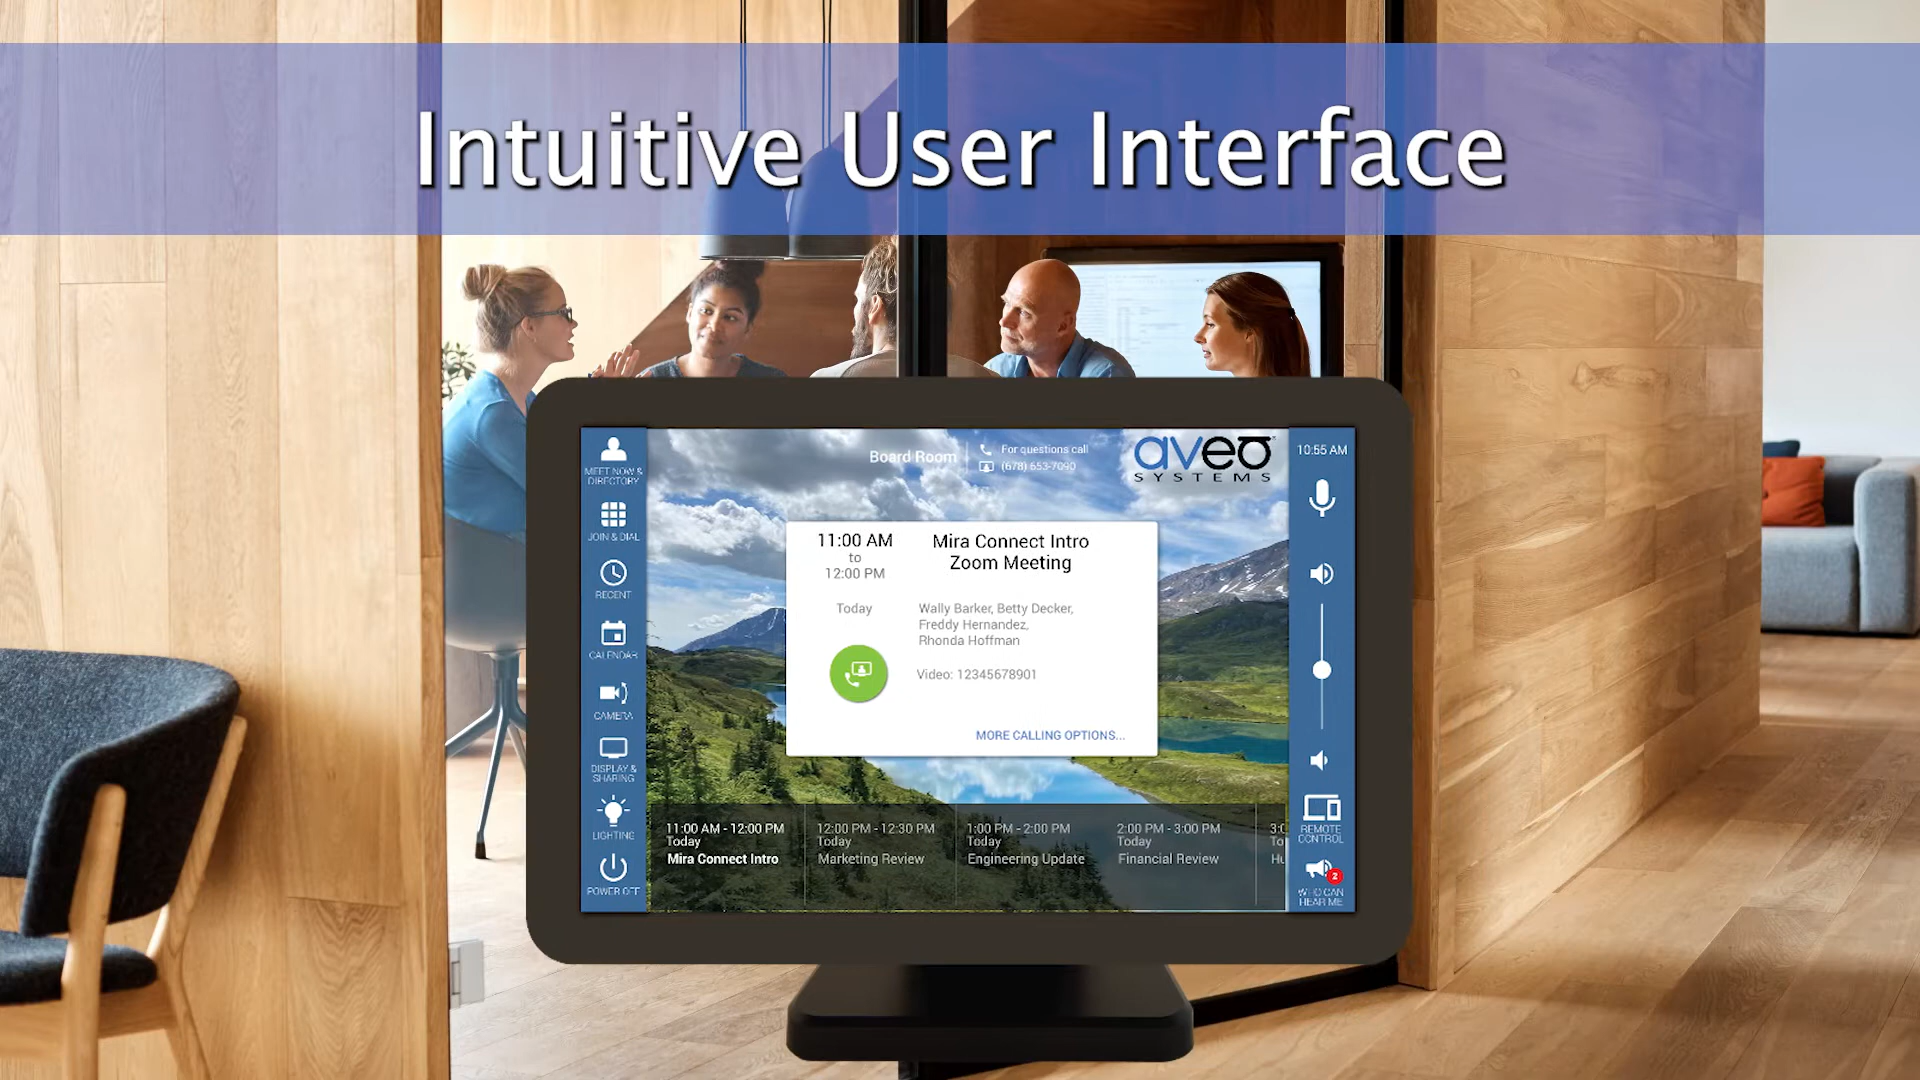 Intuitive User Interface
MEET NOW &
DIRECTORY
JOIN & DIAL
RECENT
CALENDAR
CAMERA
DISPLAY &
SHARING
LIGHTING
POWER OFF
Board Room
For questions call
(678) 653-7090
aveo
SYSTEMS
11:00 AM
to
12:00 PM
Today
Mira Connect Intro
Zoom Meeting
Wally Barker, Betty Decker,
Freddy Hernandez,
Rhonda Hoffman
Video: 12345678901
MORE CALLING OPTIONS...
11:00 AM - 12:00 PM
Today
Mira Connect Intro
12:00 PM - 12:30 PM
Today
Marketing Review
1:00 PM - 2:00 PM
Today
Engineering Update
2:00 PM - 3:00 PM
Today
Financial Review
3:0
To
Hu
10:55 AM
REMOTE
CONTROL
2
WHO CAN
HEAR ME